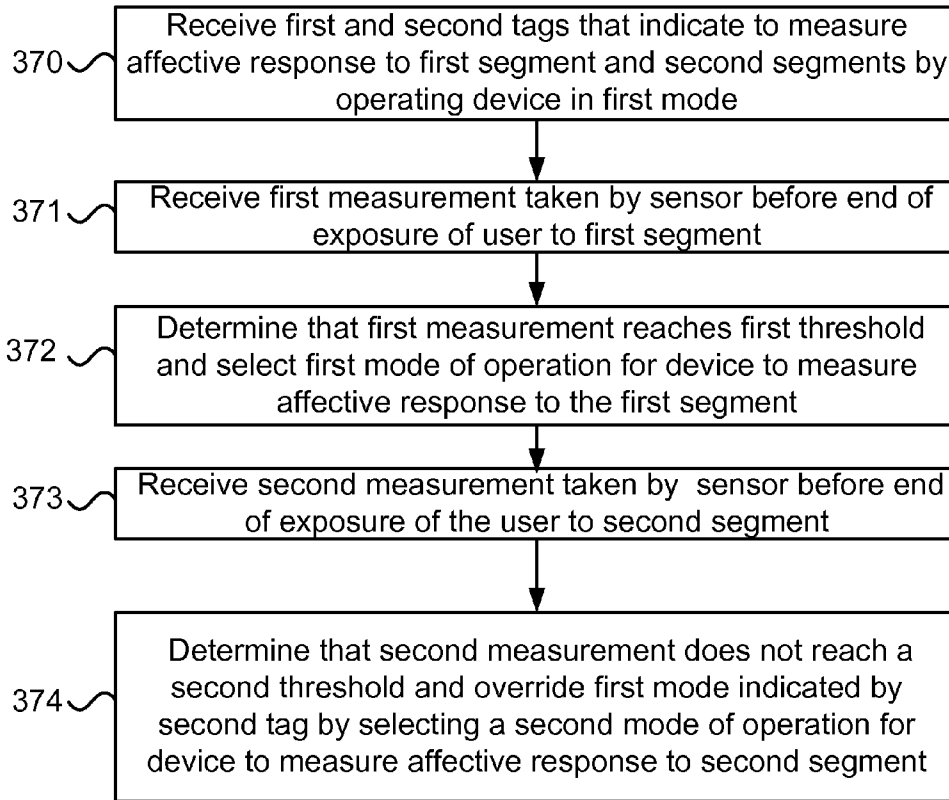 370
Receive first and second tags that indicate to measure
affective response to first segment and second segments by
operating device in first mode
371
Receive first measurement taken by sensor before end of
exposure of user to first segment
372
Determine that first measurement reaches first threshold
and select first mode of operation for device to measure
affective response to the first segment
373
Receive second measurement taken by sensor before end
of exposure of the user to second segment
374
Determine that second measurement does not reach a
second threshold and override first mode indicated by
second tag by selecting a second mode of operation for
device to measure affective response to second segment